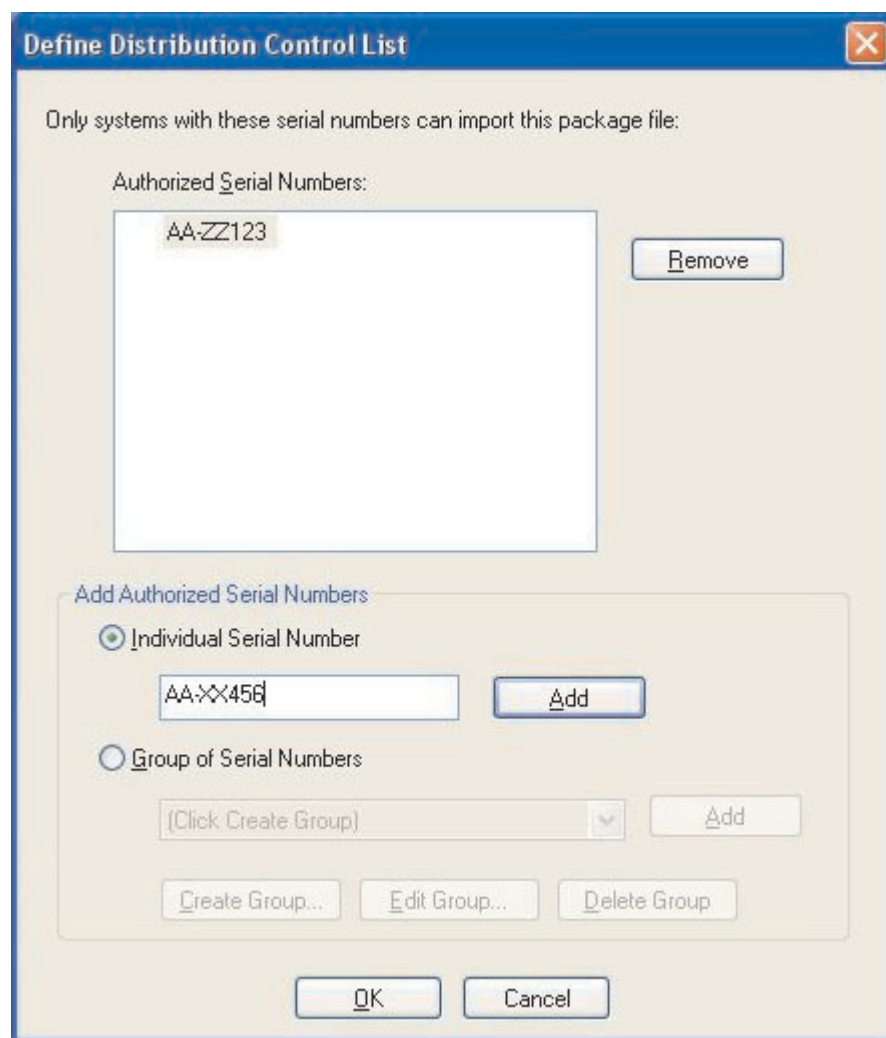 Define Distribution Control List
Only systems with these serial numbers can import this package file:
Authorized Serial Numbers:
AA-ZZ123
Remove
Add Authorized Serial Numbers
Individual Serial Number
AA-XX456
Add
Group of Serial Numbers
(Click Create Group)
Add
Create Group...
Edit Group...
Delete Group
OK
Cancel